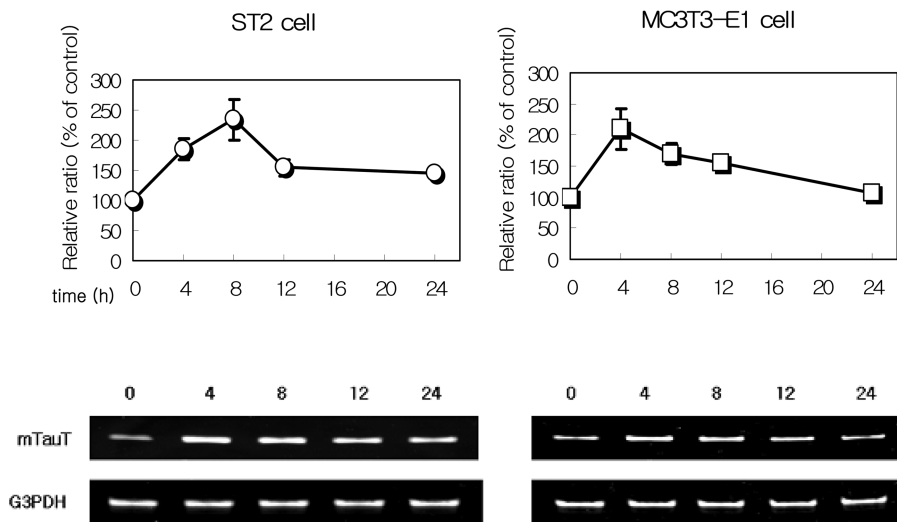 ST2 cell
Relative ratio (% of control)
300
250
200
150
100
50
0
0 4 8 12 16 20 24
time (h)
MC3T3-E1 cell
Relative ratio (% of control)
300
250
200
150
100
50
0
0 4 8 12 16 20 24
0 4 8 12 24
mTauT
G3PDH
0 4 8 12 24